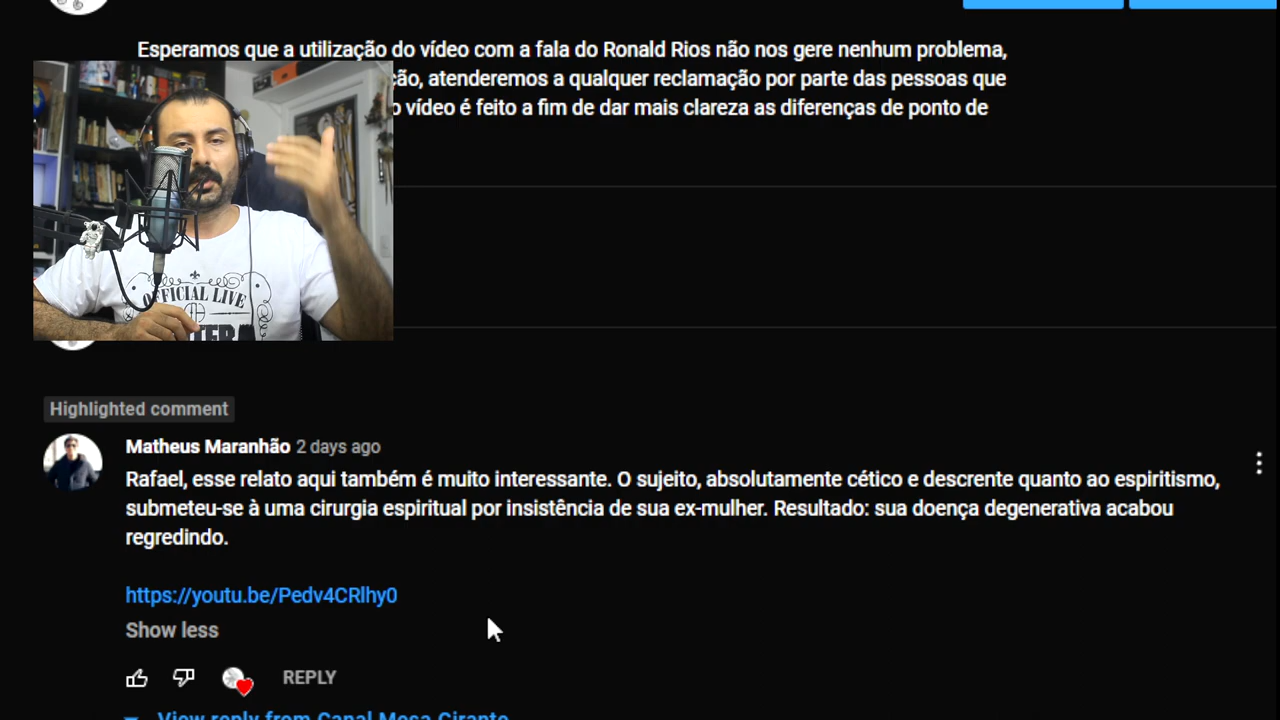 Esperamos que a utilização do vídeo com a fala do Ronald Rios não nos gere nenhum problema,
ção, atenderemos a qualquer reclamação por parte das pessoas que
o vídeo é feito a fim de dar mais clareza as diferenças de ponto de
OFFICIAL LIVE
Highlighted comment
Matheus Maranhão 2 days ago
Rafael, esse relato aqui também é muito interessante. O sujeito, absolutamente cético e descrente quanto ao espiritismo,
submeteu-se à uma cirurgia espiritual por insistência de sua ex-mulher. Resultado: sua doença degenerativa acabou
regredindo.
https://youtu.be/Pedv4CRlhy0
Show less
REPLY
View reply from Canal Mesa Girante